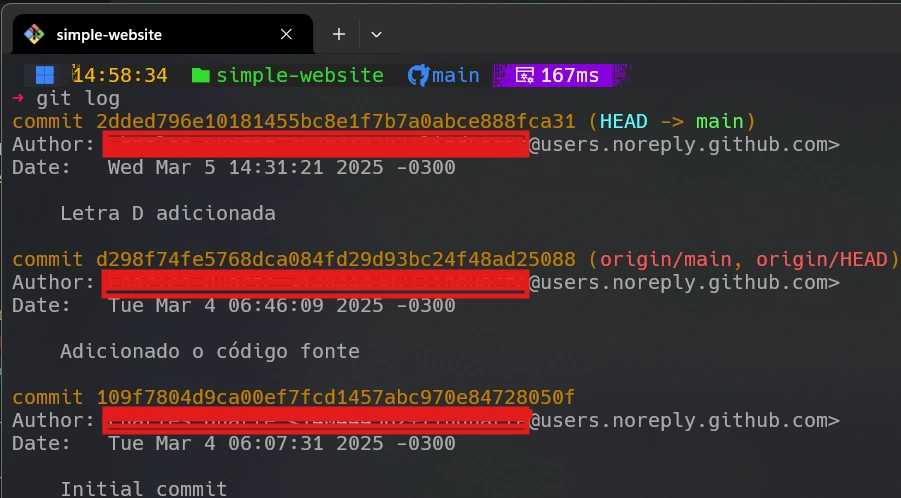 simple-website
14:58:34 simple-website main 167ms
→ git log
commit 2dded796e10181455bc8e1f7b7a0abce888fca31 (HEAD -> main)
Author: @users.noreply.github.com>
Date:   Wed Mar 5 14:31:21 2025 -0300
Letra D adicionada
commit d298f74fe5768dca084fd29d93bc24f48ad25088 (origin/main, origin/HEAD)
Author: @users.noreply.github.com>
Date:   Tue Mar 4 06:46:09 2025 -0300
Adicionado o código fonte
commit 109f7804d9ca00ef7fcd1457abc970e84728050f
Author: @users.noreply.github.com>
Date:   Tue Mar 4 06:07:31 2025 -0300
Initial commit